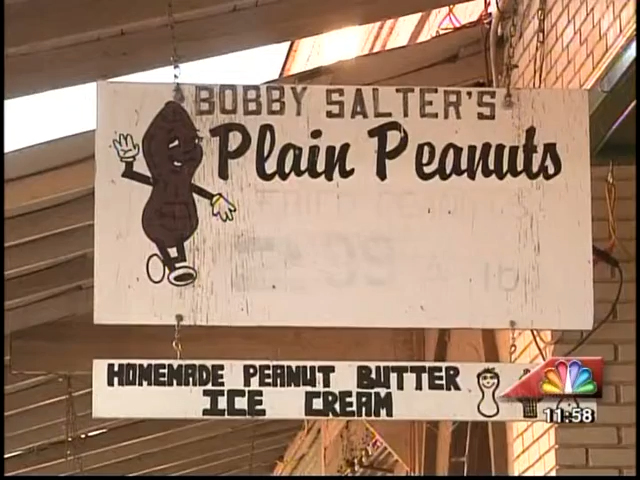 BOBBY SALTER'S
Plain Peanuts
HOMEMADE PEANUT BUTTER
ICE CREAM
11:58